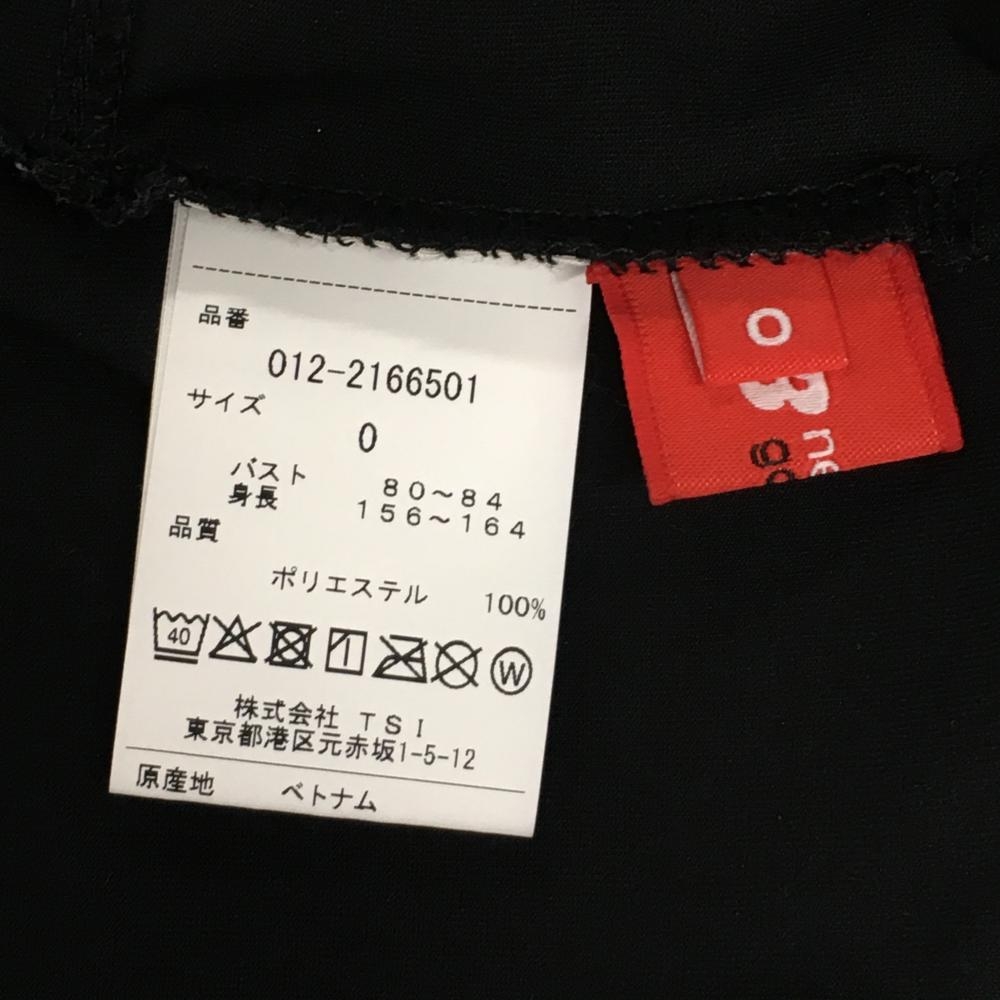 品番
012-2166501
サイズ
0
バスト 80～84
身長 156～164
品質
ポリエステル 100%
40
W
株式会社 TSI
東京都港区元赤坂1-5-12
原産地 ベトナム
0
ne
go